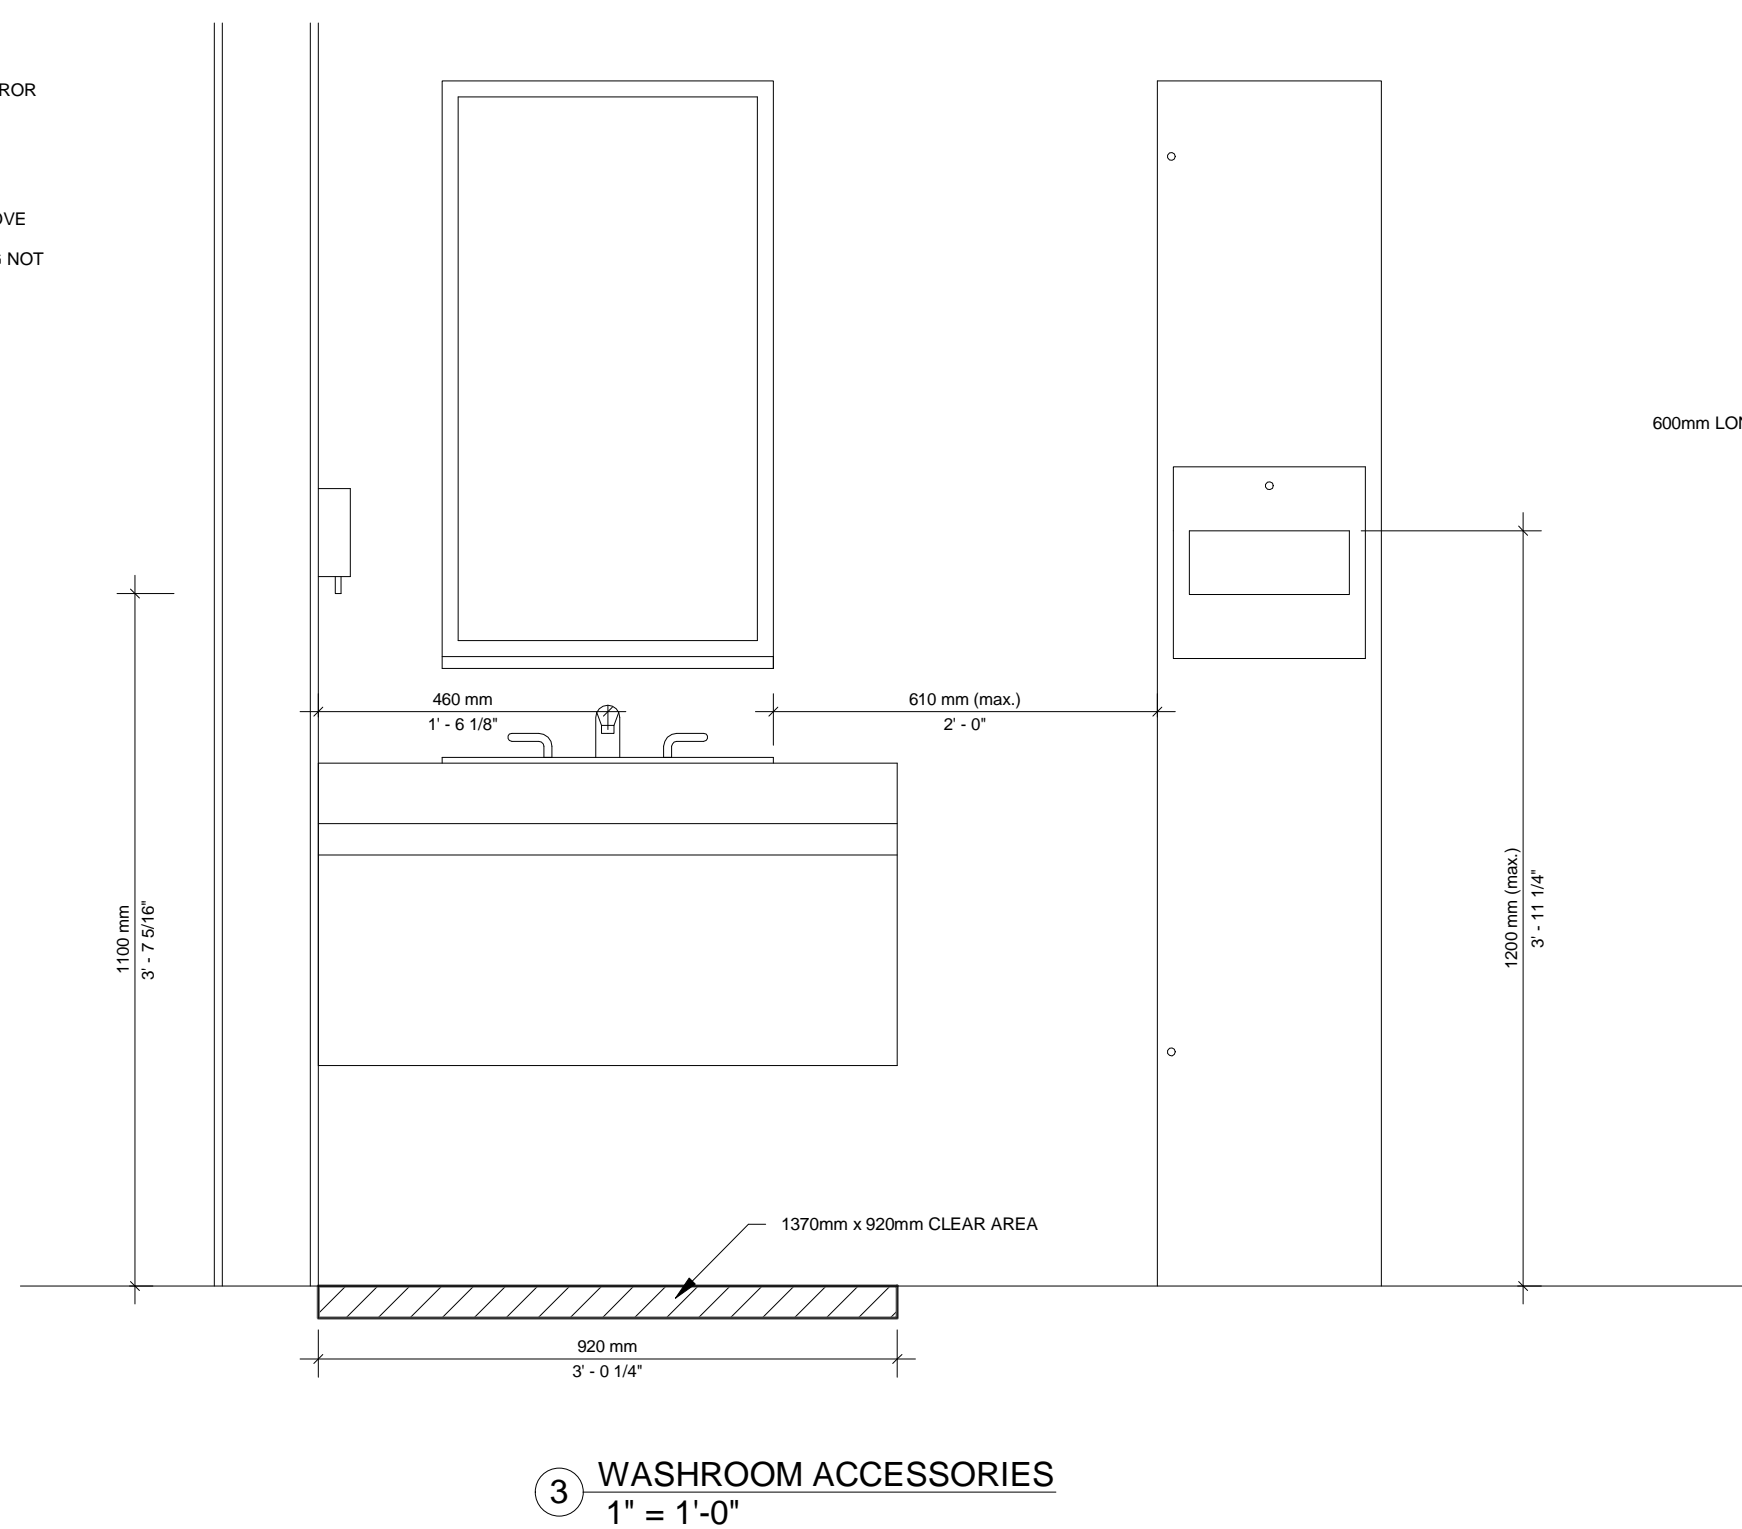 ROR
OVE
NOT
600mm
460 mm
1' - 6 1/8"
610 mm (max.)
2' - 0"
1100 mm
3' - 7 5/16"
1200 mm (max.)
3' - 11 1/4"
1370mm x 920mm CLEAR AREA
920 mm
3' - 0 1/4"
3 WASHROOM ACCESSORIES
1" = 1'-0"